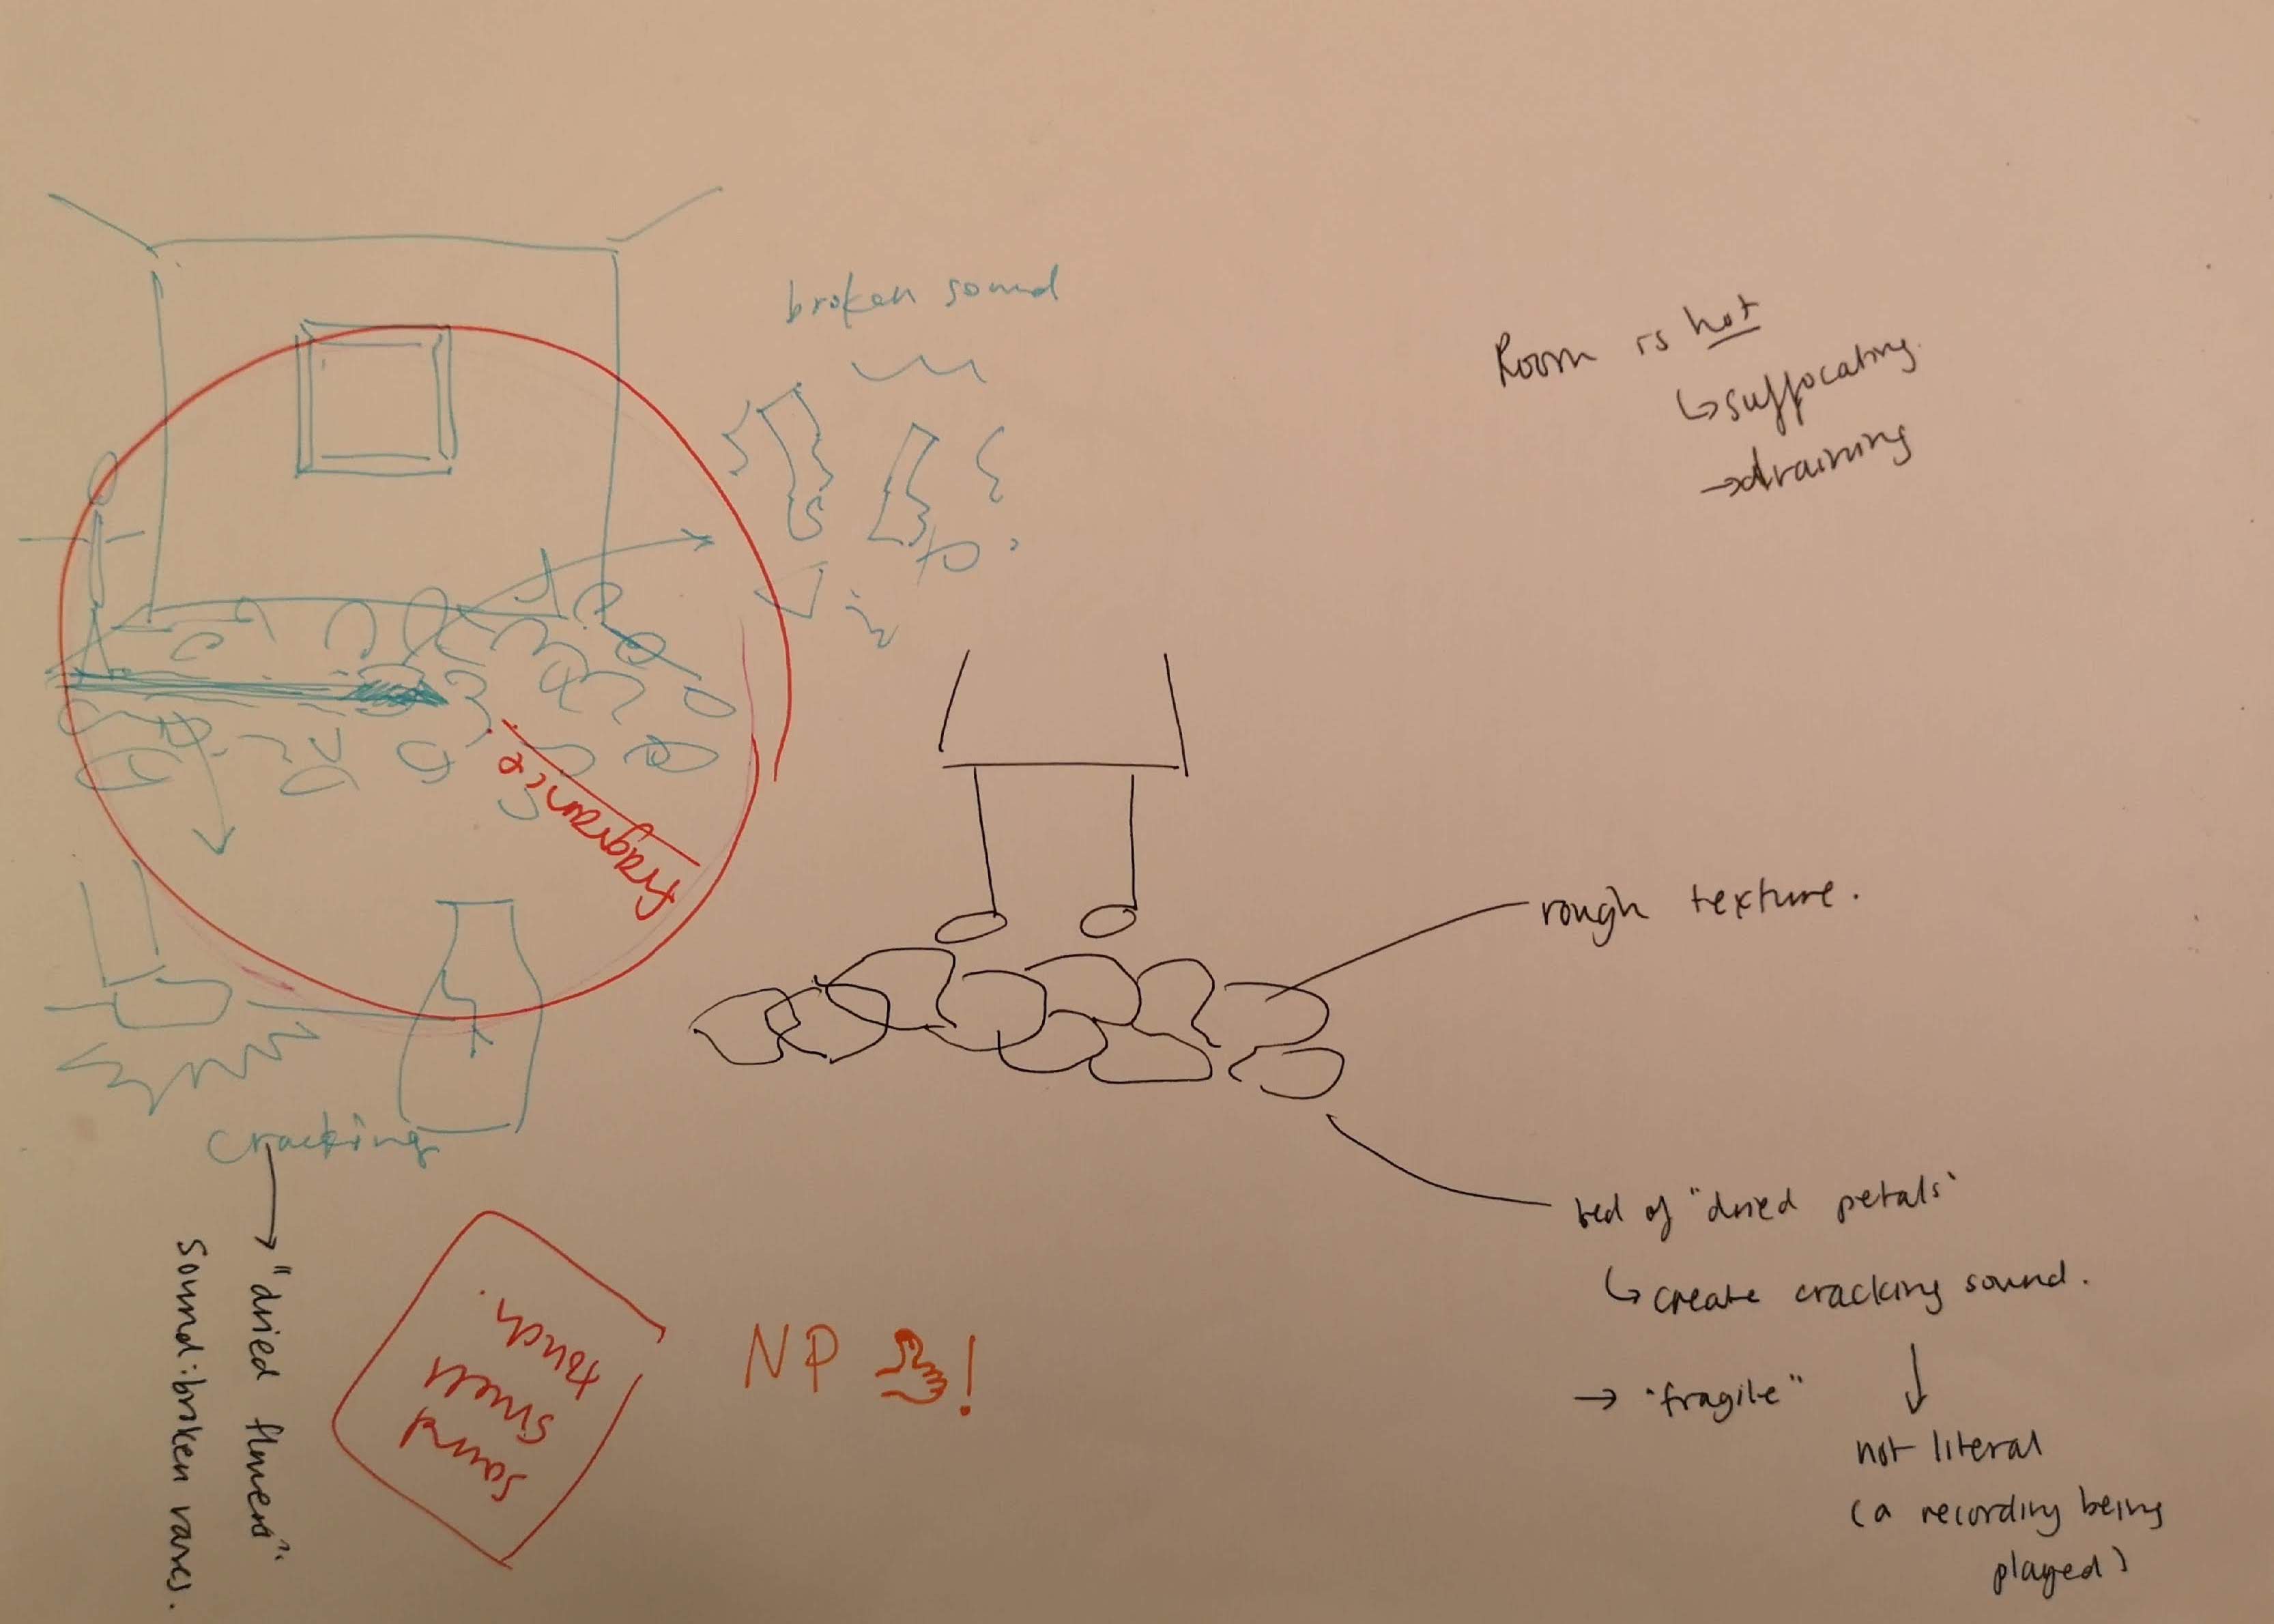 broken sound
Room is hot
↳ suffocating.
→ draining
fragrance.
rough texture.
cracking
bed of "dried petals"
↳ create cracking sound.
→ "fragile"
not literal
(a recording being
played)
"dried flowers".
Sound: broken vases.
Sound
smell
touch.
NP !